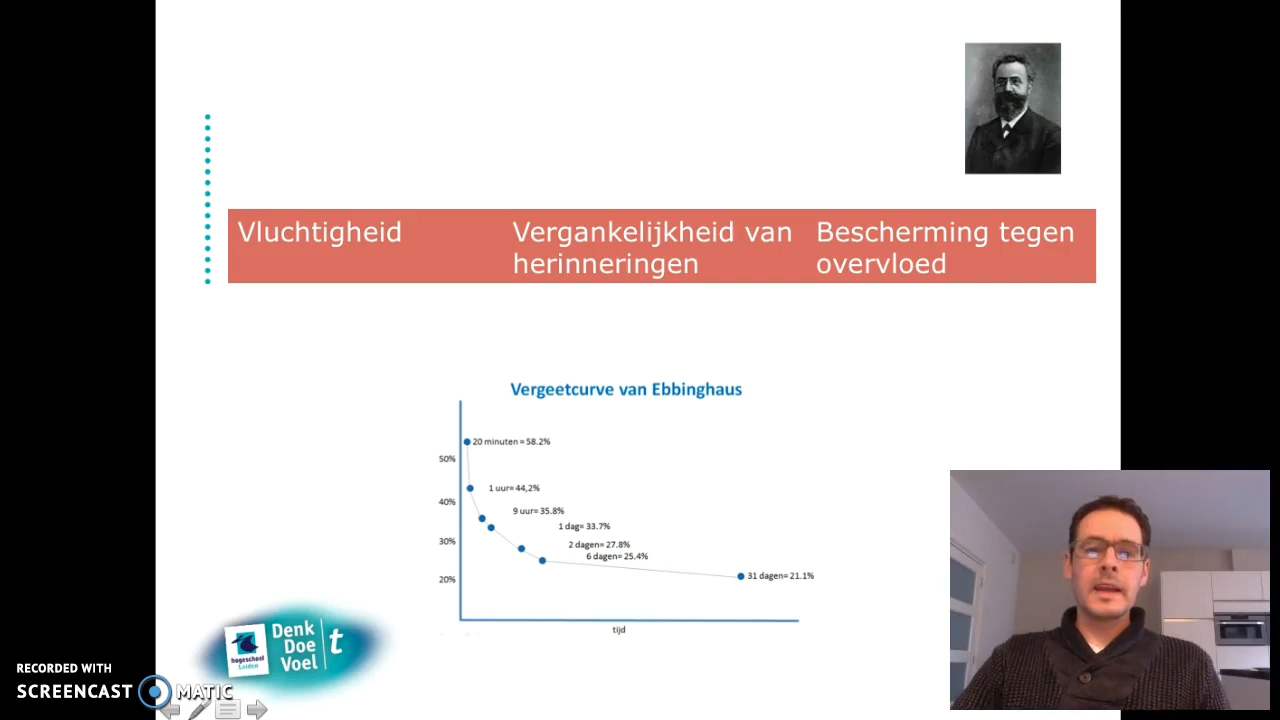 Vluchtigheid
Vergankelijkheid van
herinneringen
Bescherming tegen
overvloed
Vergeetcurve van Ebbinghaus
20 minuten = 58.2%
50%
1 uur= 44,2%
40%
9 uur= 35.8%
1 dag= 33.7%
30%
2 dagen= 27.8%
6 dagen= 25.4%
20%
31 dagen= 21.1%
tijd
Denk
Doe
Voel
t
hogeschool
Leiden
RECORDED WITH
SCREENCAST MATIC